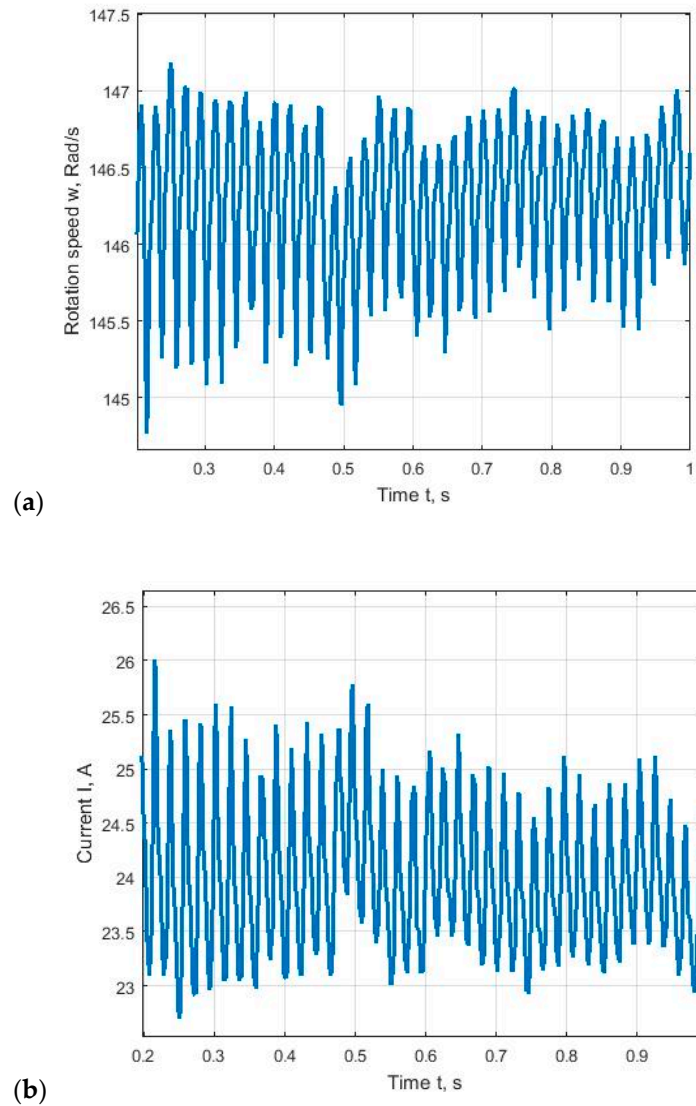 147.5
147
146.5
146
145.5
145
Rotation speed w, Rad/s
0.3 0.4 0.5 0.6 0.7 0.8 0.9 1
Time t, s
(a)
26.5
26
25.5
25
24.5
24
23.5
23
Current I, A
0.2 0.3 0.4 0.5 0.6 0.7 0.8 0.9
Time t, s
(b)